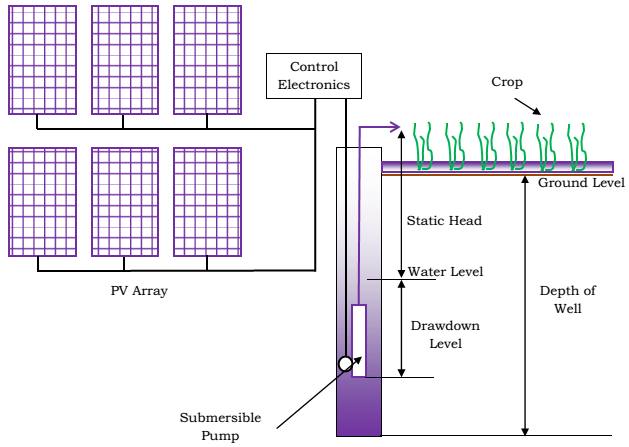 Control
Electronics
Crop
Ground Level
Static Head
Water Level
PV Array
Depth of
Well
Drawdown
Level
Submersible
Pump